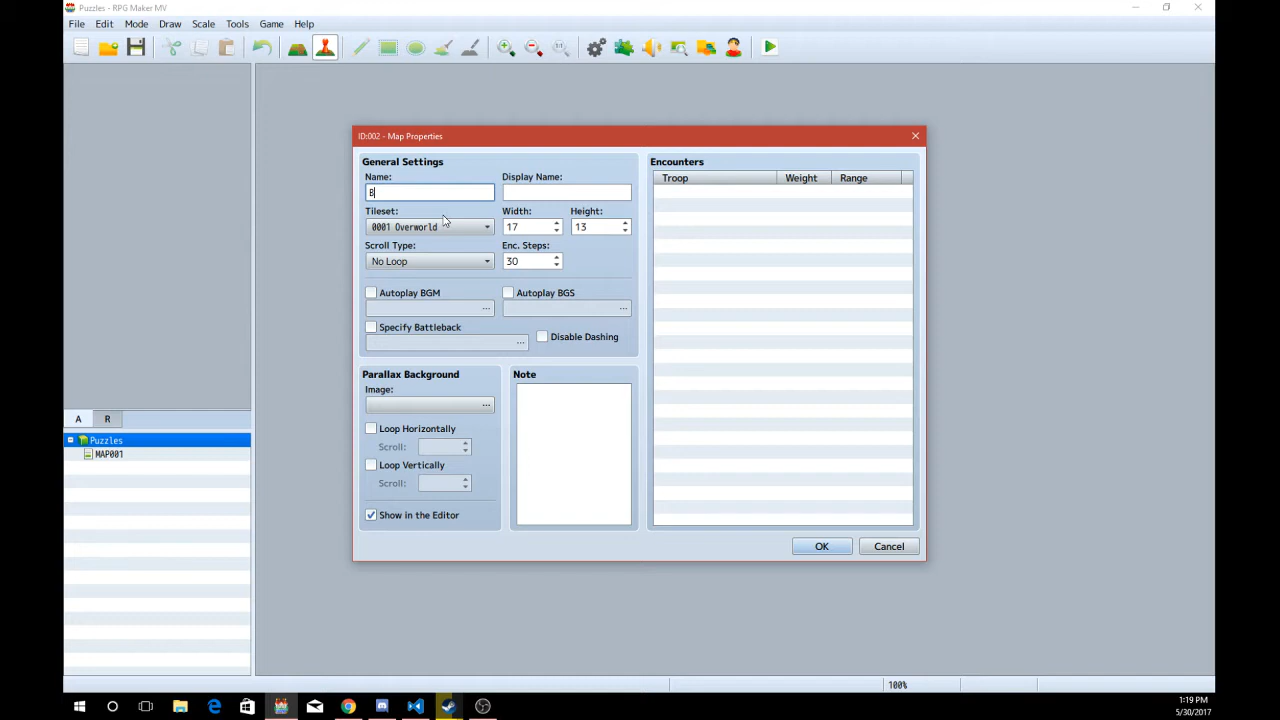 Puzzles - RPG Maker MV
File Edit Mode Draw Scale Tools Game Help
1:1
ID:002 - Map Properties
General Settings
Name:
Display Name:
B
Tileset:
Width:
Height:
0001 Overworld
17
13
Scroll Type:
Enc. Steps:
No Loop
30
Autoplay BGM
Autoplay BGS
...
...
Specify Battleback
...
Disable Dashing
Parallax Background
Image:
...
Loop Horizontally
Scroll:
Loop Vertically
Scroll:
Show in the Editor
Note
Encounters
Troop Weight Range
OK
Cancel
A R
Puzzles
MAP001
100%
1:19 PM
5/30/2017